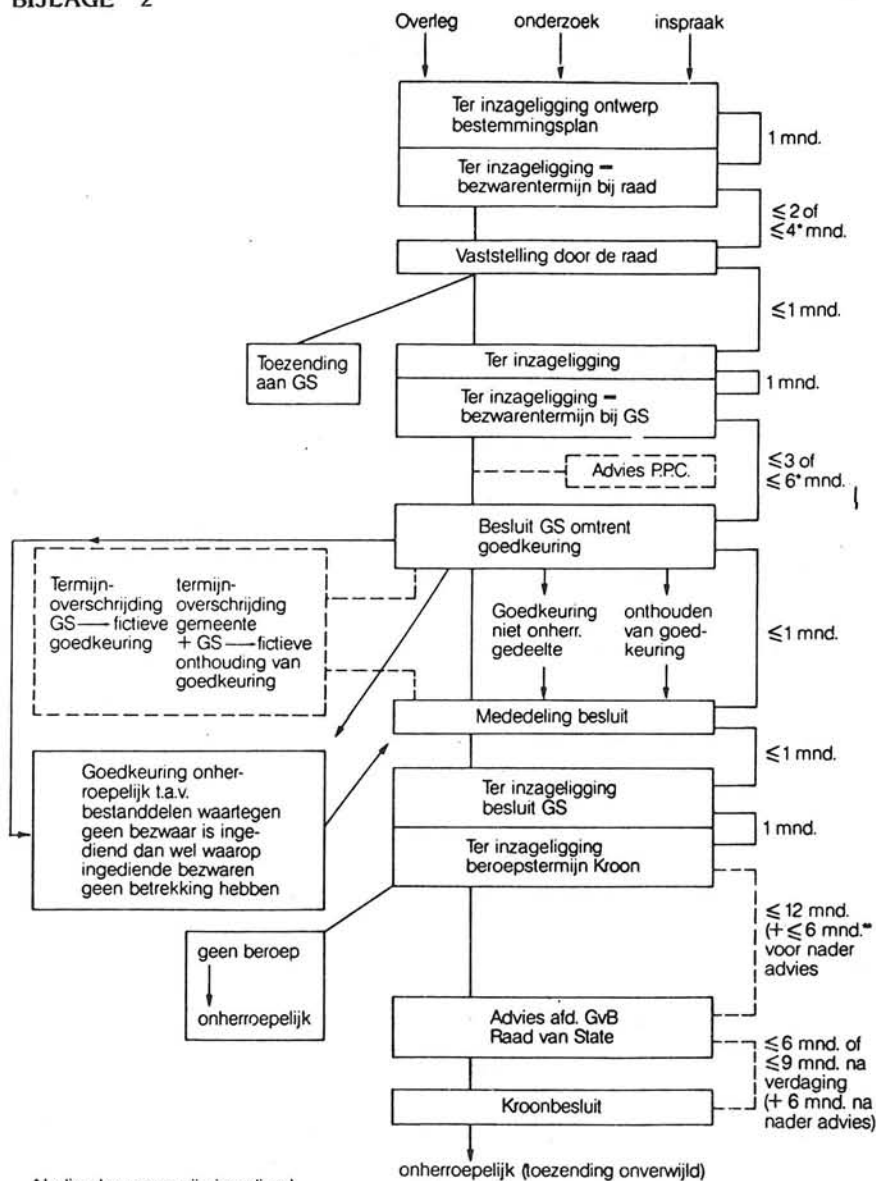 BIJLAGE 2
Overleg onderzoek inspraak
Ter inzageligging ontwerp
bestemmingsplan
1 mnd.
Ter inzageligging –
bezwarentermijn bij raad
≤2 of
≤4* mnd.
Vaststelling door de raad
≤1 mnd.
Toezending
aan GS
Ter inzageligging
1 mnd.
Ter inzageligging –
bezwarentermijn bij GS
Advies P.P.C.
≤3 of
≤6* mnd.
Besluit GS omtrent
goedkeuring
Termijn-
overschrijding
GS → fictieve
goedkeuring
termijn-
overschrijding
gemeente
+ GS → fictieve
onthouding van
goedkeuring
Goedkeuring
niet onherr.
gedeelte
onthouden
van goed-
keuring
≤1 mnd.
Mededeling besluit
≤1 mnd.
Goedkeuring onher-
roepelijk t.a.v.
bestanddelen waartegen
geen bezwaar is inge-
diend dan wel waarop
ingediende bezwaren
geen betrekking hebben
Ter inzageligging
besluit GS
1 mnd.
Ter inzageligging
beroepstermijn Kroon
≤12 mnd.
(+ ≤6 mnd.**
voor nader
advies
geen beroep
↓
onherroepelijk
Advies afd. GvB
Raad van State
≤6 mnd. of
≤9 mnd. na
verdaging
(+ 6 mnd. na
nader advies)
Kroonbesluit
onherroepelijk (toezending onverwijld)